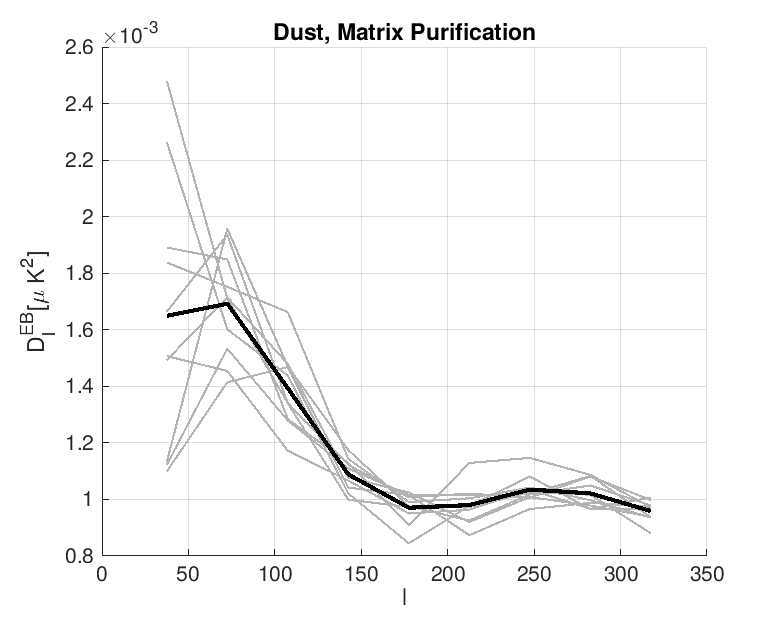 Dust, Matrix Purification
×10⁻³
2.6
2.4
2.2
2
1.8
1.6
1.4
1.2
1
0.8
D_l^{EB}[μ K²]
0 50 100 150 200 250 300 350
l